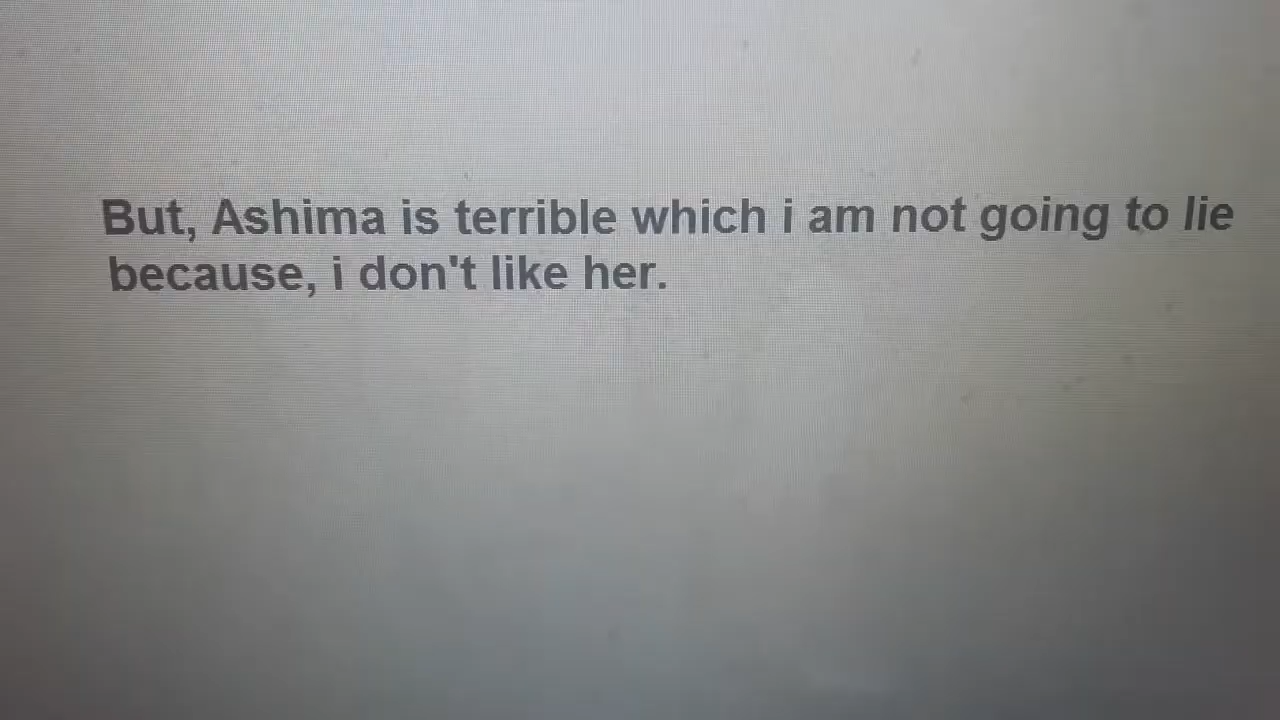 But, Ashima is terrible which i am not going to lie
because, i don't like her.